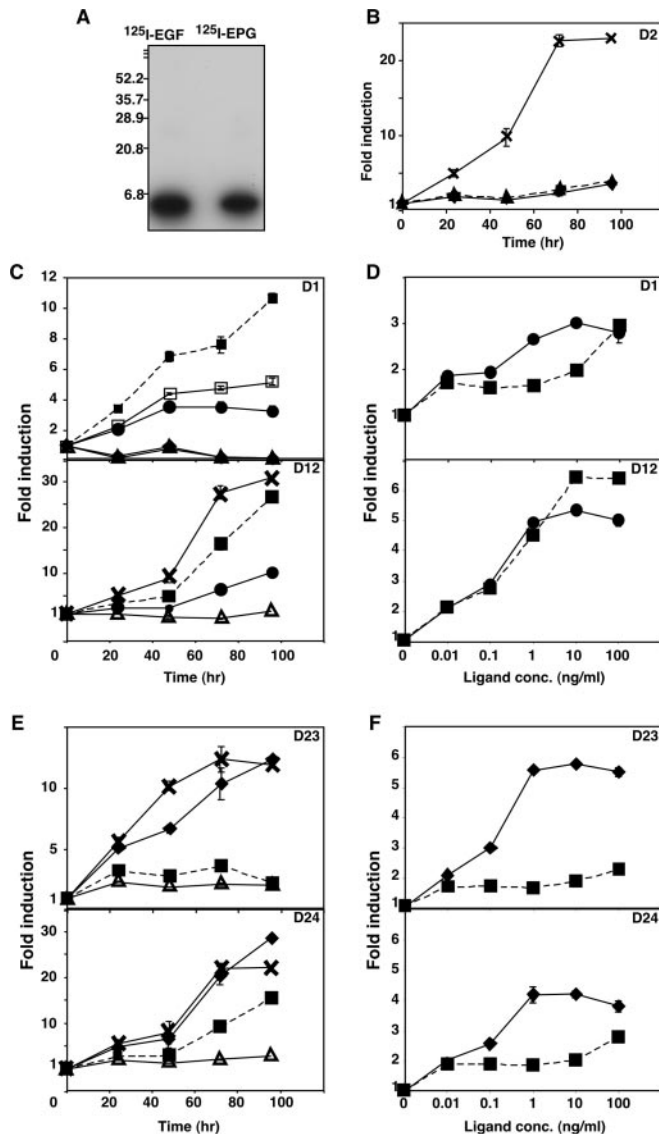 A
125I-EGF 125I-EPG
52.2
35.7
28.9
20.8
6.8
B
D2
Fold induction
20
10
1
0 20 40 60 80 100
Time (hr)
C
D1
12
10
8
6
4
2
D12
30
20
10
1
0 20 40 60 80 100
Fold induction
Time (hr)
D
D1
3
2
1
D12
6
5
4
3
2
1
0 0.01 0.1 1 10 100
Fold induction
Ligand conc. (ng/ml)
E
D23
10
5
1
D24
30
20
10
1
0 20 40 60 80 100
Fold induction
Time (hr)
F
D23
6
5
4
3
2
1
D24
6
5
4
3
2
1
0 0.01 0.1 1 10 100
Fold induction
Ligand conc. (ng/ml)